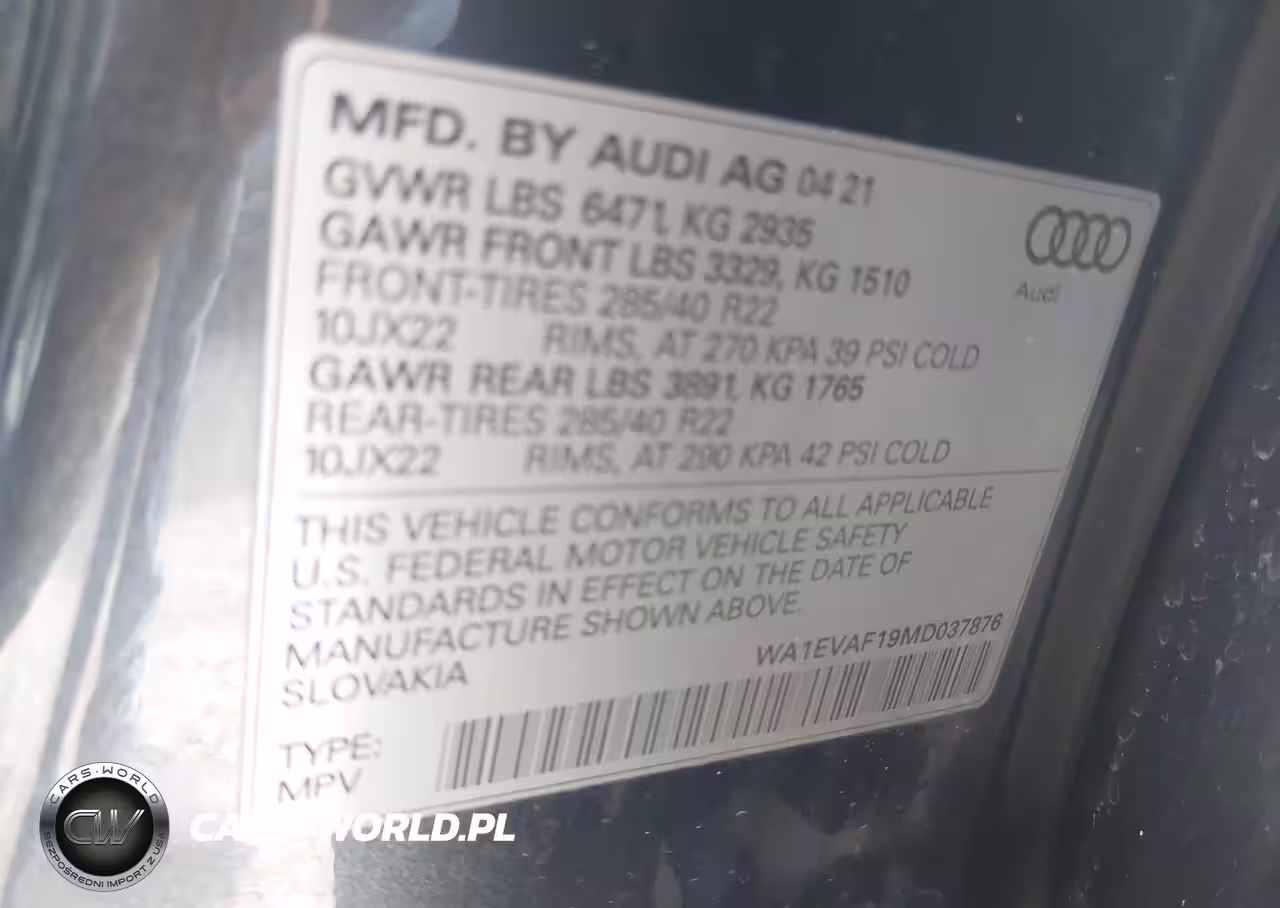 MFD. BY AUDI AG 04 21
GVWR LBS 6471, KG 2935
GAWR FRONT LBS 3329, KG 1510
FRONT-TIRES 285/40 R22
10JX22 RIMS, AT 270 KPA 39 PSI COLD
GAWR REAR LBS 3891, KG 1765
REAR-TIRES 285/40 R22
10JX22 RIMS, AT 290 KPA 42 PSI COLD
Audi
THIS VEHICLE CONFORMS TO ALL APPLICABLE
U.S. FEDERAL MOTOR VEHICLE SAFETY
STANDARDS IN EFFECT ON THE DATE OF
MANUFACTURE SHOWN ABOVE.
SLOVAKIA
WA1EVAF19MD037876
TYPE:
MPV
CARS-WORLD
CW
BEZPOŚREDNI IMPORT Z USA
CARS-WORLD.PL